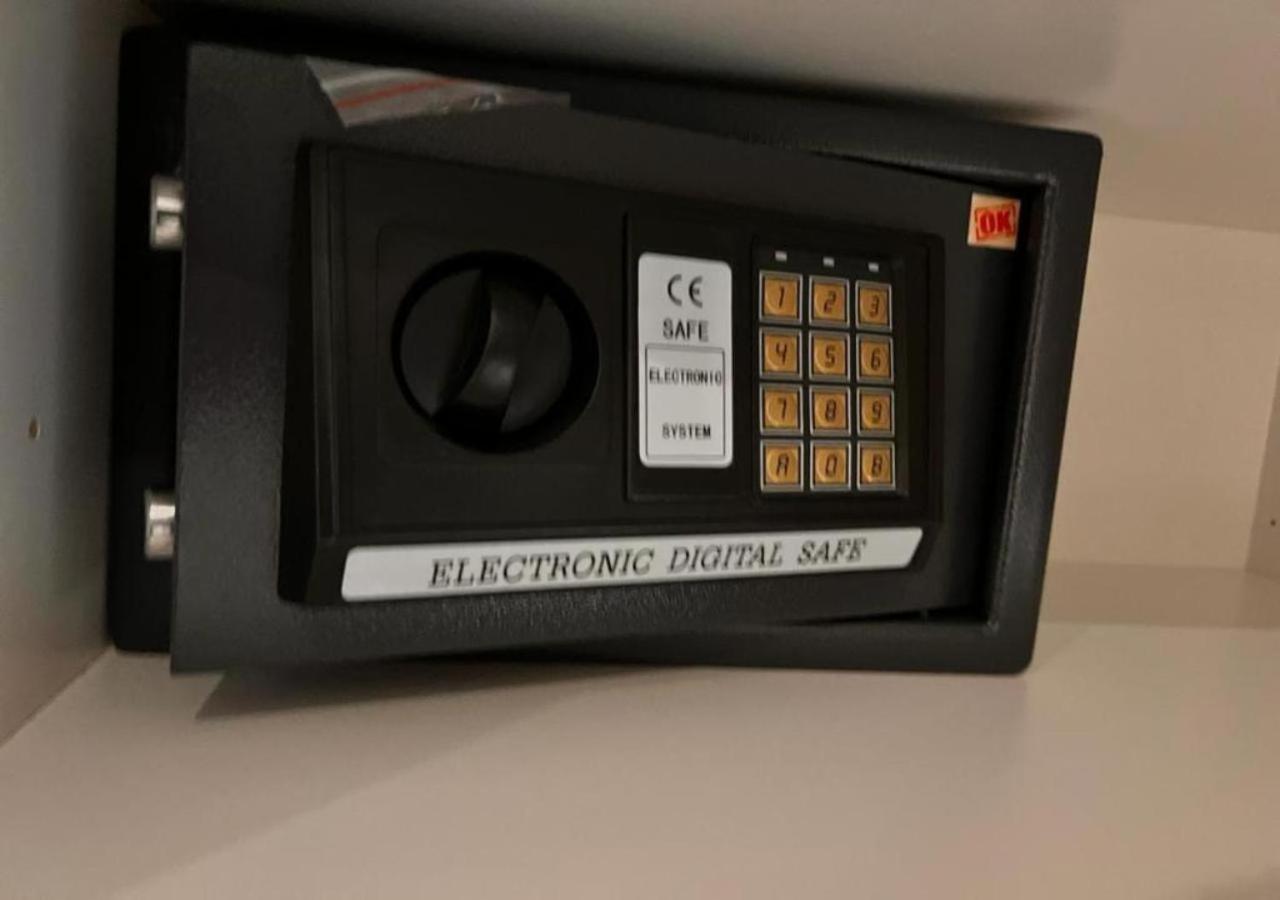 OK
CE
SAFE
ELECTRONIC
SYSTEM
1 2 3
4 5 6
7 8 9
A 0 B
ELECTRONIC DIGITAL SAFE